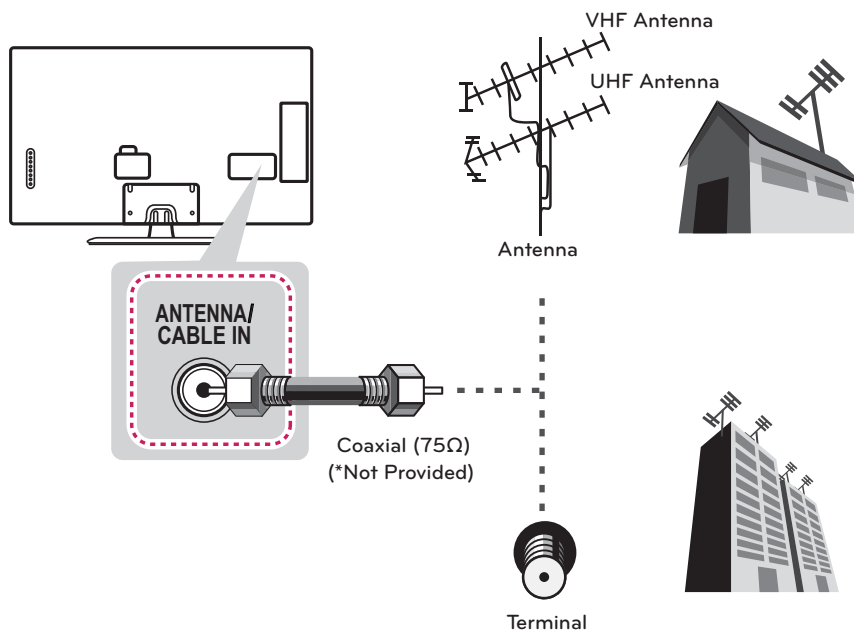 VHF Antenna
UHF Antenna
Antenna
ANTENNA/
CABLE IN
Coaxial (75Ω)
(*Not Provided)
Terminal